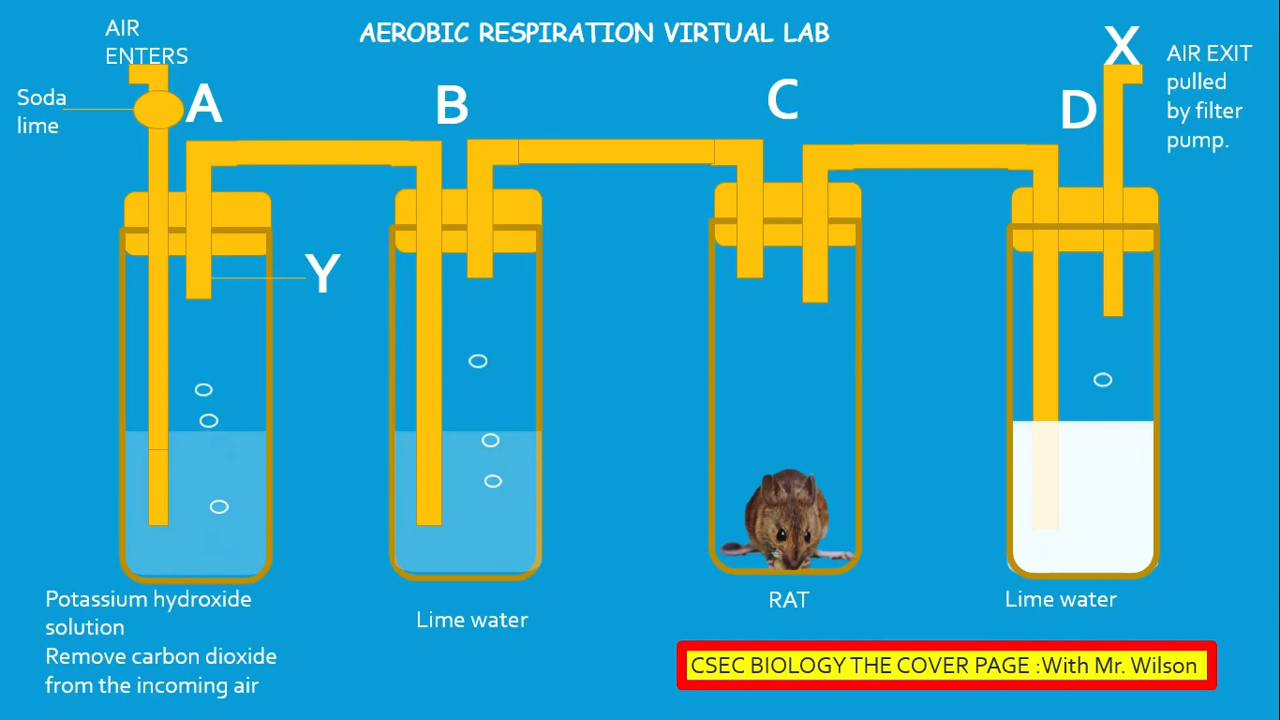 AIR
ENTERS
AEROBIC RESPIRATION VIRTUAL LAB
X
AIR EXIT
pulled
by filter
pump.
Soda
lime
A
B
C
D
Y
Potassium hydroxide
solution
Remove carbon dioxide
from the incoming air
Lime water
RAT
Lime water
CSEC BIOLOGY THE COVER PAGE :With Mr. Wilson